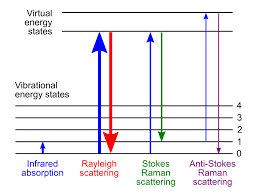 Virtual
energy
states
Vibrational
energy states
4
3
2
1
0
Infrared
absorption
Rayleigh
scattering
Stokes
Raman
scattering
Anti-Stokes
Raman
scattering